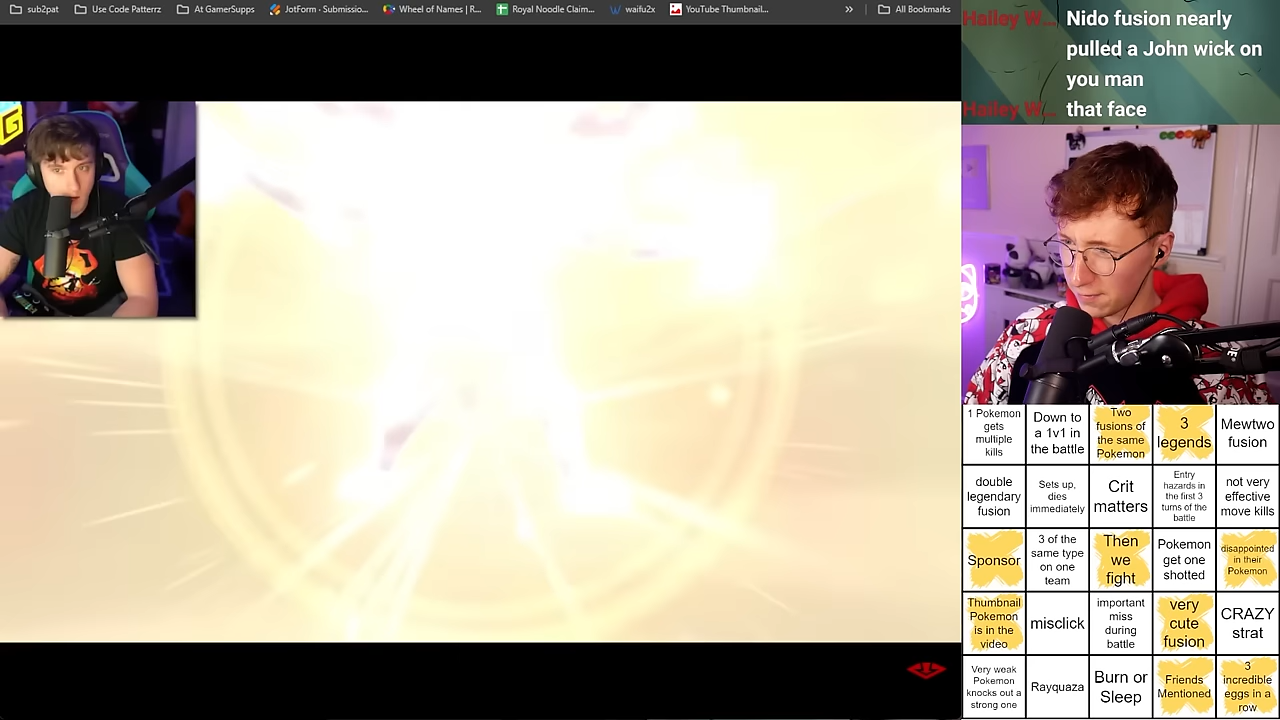 sub2pat
Use Code Patterrz
At GamerSupps
JotForm - Submissio...
Wheel of Names | R...
Royal Noodle Claim...
waifu2x
YouTube Thumbnail...
»
All Bookmarks
G
Hailey W... Nido fusion nearly
pulled a John wick on
you man
Hailey W... that face
1 Pokemon
gets
multiple
kills
Down to
a 1v1 in
the battle
Two
fusions of
the same
Pokemon
3
legends
Mewtwo
fusion
double
legendary
fusion
Sets up,
dies
immediately
Crit
matters
Entry
hazards in
the first 3
turns of the
battle
not very
effective
move kills
Sponsor
3 of the
same type
on one
team
Then
we
fight
Pokemon
get one
shotted
disappointed
in their
Pokemon
Thumbnail
Pokemon
is in the
video
misclick
important
miss
during
battle
very
cute
fusion
CRAZY
strat
Very weak
Pokemon
knocks out a
strong one
Rayquaza
Burn or
Sleep
Friends
Mentioned
3
incredible
eggs in a
row